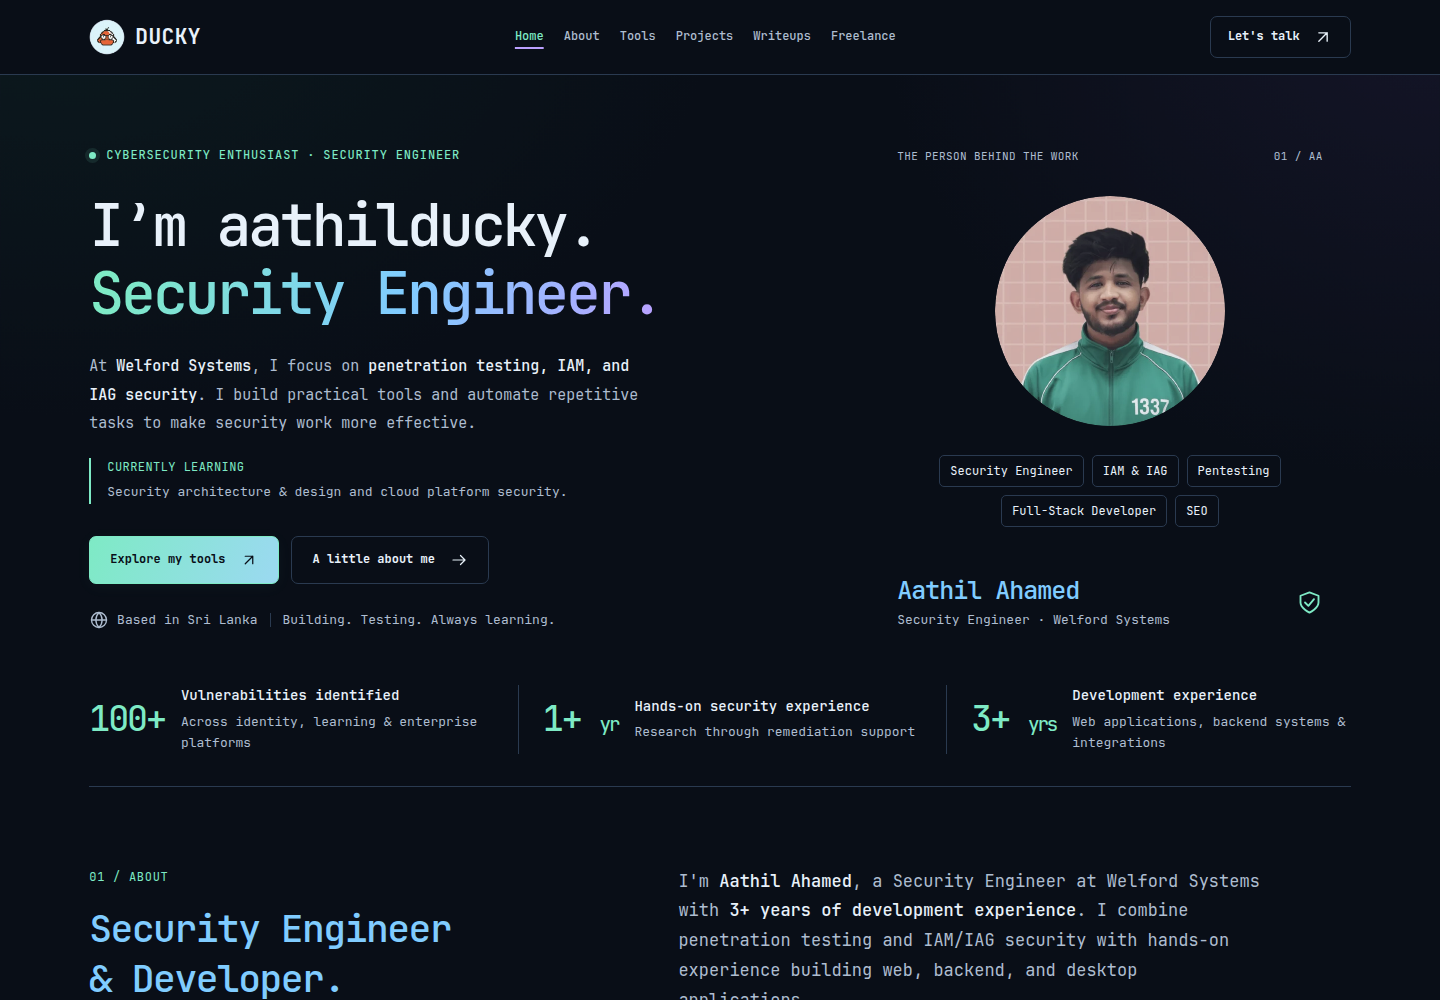 DUCKY
Home About Tools Projects Writeups Freelance
Let's talk
CYBERSECURITY ENTHUSIAST · SECURITY ENGINEER
I’m aathilducky.
Security Engineer.
At Welford Systems, I focus on penetration testing, IAM, and
IAG security. I build practical tools and automate repetitive
tasks to make security work more effective.
CURRENTLY LEARNING
Security architecture & design and cloud platform security.
Explore my tools
A little about me
Based in Sri Lanka
Building. Testing. Always learning.
THE PERSON BEHIND THE WORK
01 / AA
1337
Security Engineer
IAM & IAG
Pentesting
Full-Stack Developer
SEO
Aathil Ahamed
Security Engineer · Welford Systems
100+
Vulnerabilities identified
Across identity, learning & enterprise
platforms
1+ yr
Hands-on security experience
Research through remediation support
3+ yrs
Development experience
Web applications, backend systems &
integrations
01 / ABOUT
Security Engineer
& Developer.
I'm Aathil Ahamed, a Security Engineer at Welford Systems
with 3+ years of development experience. I combine
penetration testing and IAM/IAG security with hands-on
experience building web, backend, and desktop
applications.